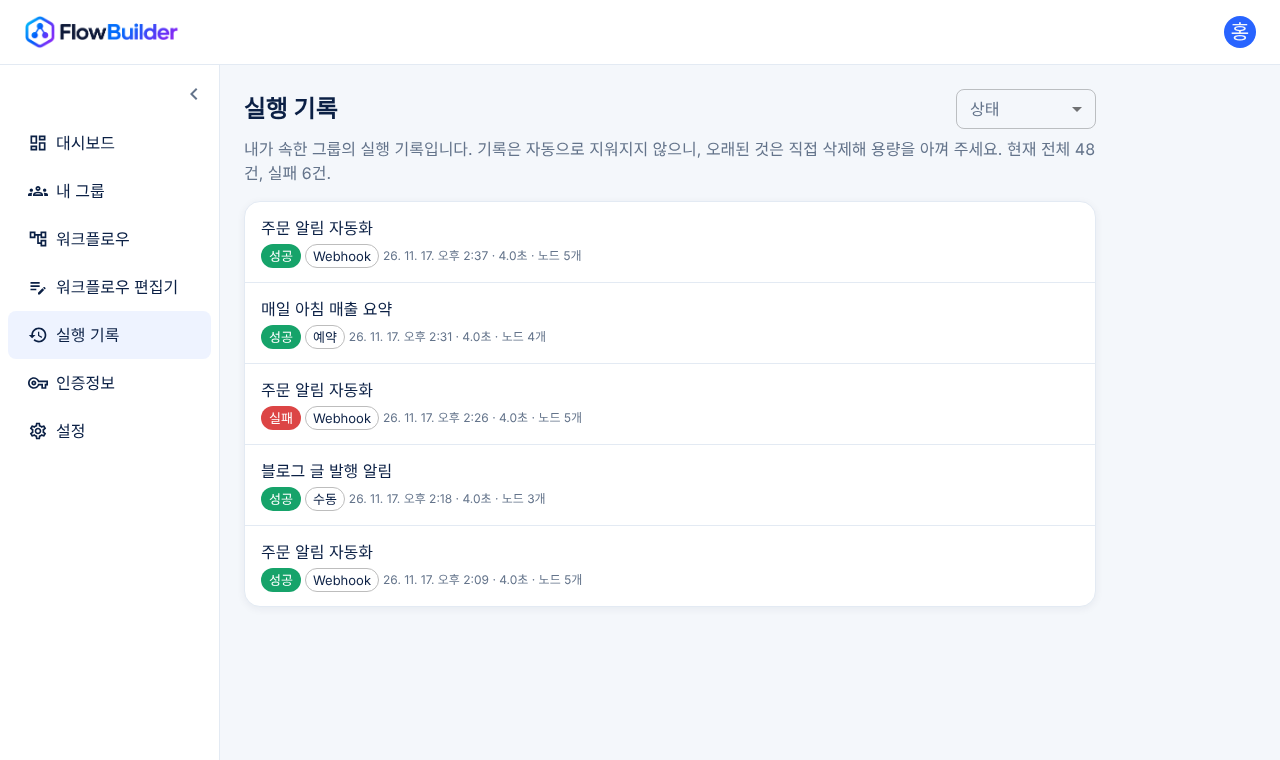 FlowBuilder
홍
대시보드
내 그룹
워크플로우
워크플로우 편집기
실행 기록
인증정보
설정
실행 기록
상태
내가 속한 그룹의 실행 기록입니다. 기록은 자동으로 지워지지 않으니, 오래된 것은 직접 삭제해 용량을 아껴 주세요. 현재 전체 48
건, 실패 6건.
주문 알림 자동화
성공 Webhook 26. 11. 17. 오후 2:37 · 4.0초 · 노드 5개
매일 아침 매출 요약
성공 예약 26. 11. 17. 오후 2:31 · 4.0초 · 노드 4개
주문 알림 자동화
실패 Webhook 26. 11. 17. 오후 2:26 · 4.0초 · 노드 5개
블로그 글 발행 알림
성공 수동 26. 11. 17. 오후 2:18 · 4.0초 · 노드 3개
주문 알림 자동화
성공 Webhook 26. 11. 17. 오후 2:09 · 4.0초 · 노드 5개